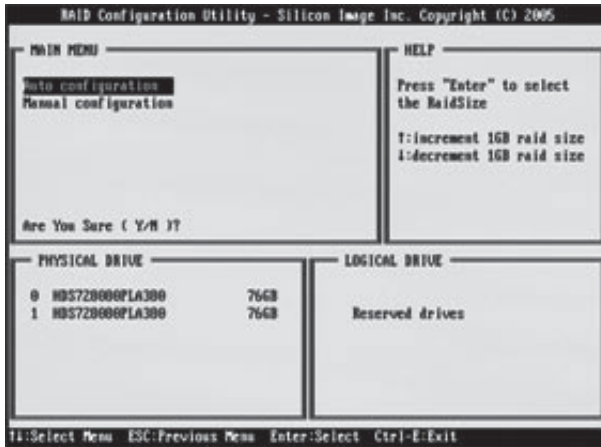 RAID Configuration Utility - Silicon Image Inc. Copyright (C) 2005
MAIN MENU
Auto configuration
Manual configuration
Are You Sure ( Y/N )?
HELP
Press "Enter" to select
the RaidSize
↑:increment 1GB raid size
↓:decrement 1GB raid size
PHYSICAL DRIVE
0 HDS728080PLA380 76GB
1 HDS728080PLA380 76GB
LOGICAL DRIVE
Reserved drives
↑↓:Select Menu ESC:Previous Menu Enter:Select Ctrl-E:Exit